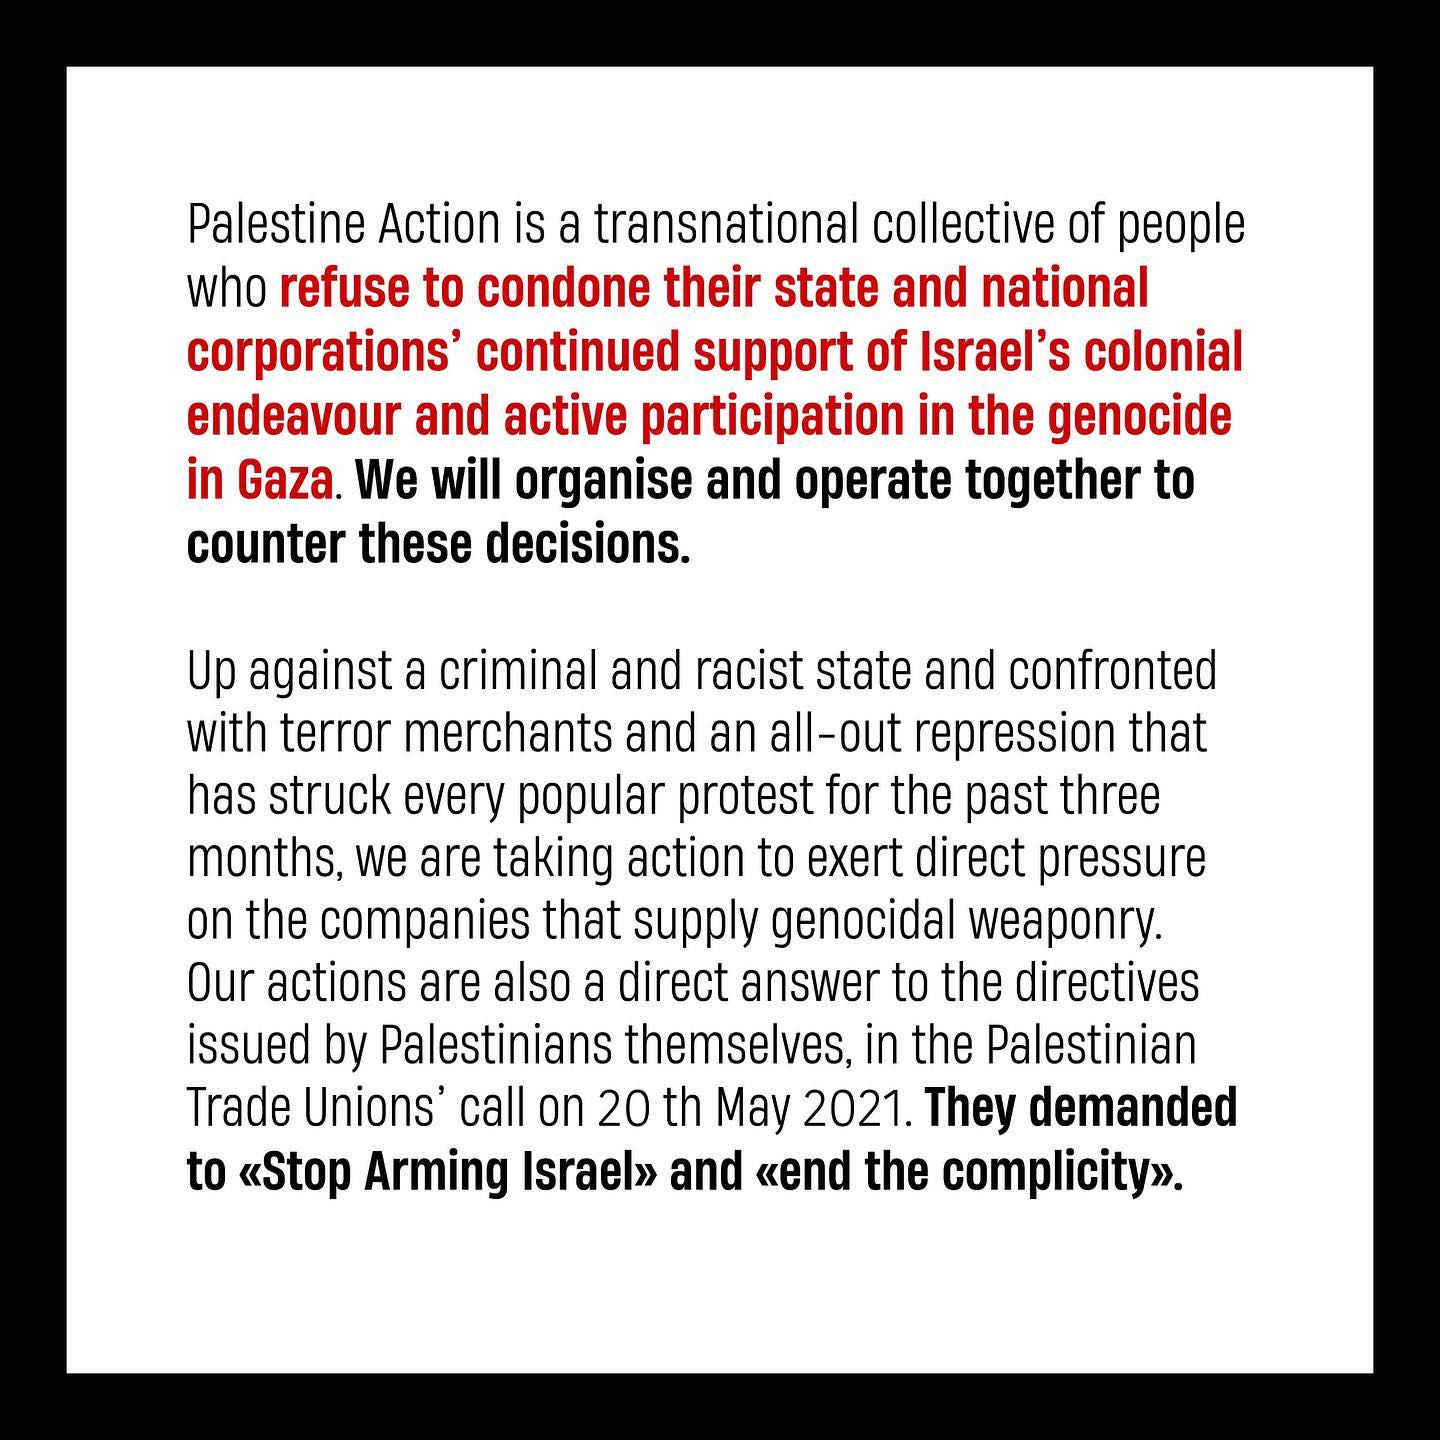 Palestine Action is a transnational collective of people
who refuse to condone their state and national
corporations’ continued support of Israel’s colonial
endeavour and active participation in the genocide
in Gaza. We will organise and operate together to
counter these decisions.
Up against a criminal and racist state and confronted
with terror merchants and an all-out repression that
has struck every popular protest for the past three
months, we are taking action to exert direct pressure
on the companies that supply genocidal weaponry.
Our actions are also a direct answer to the directives
issued by Palestinians themselves, in the Palestinian
Trade Unions’ call on 20 th May 2021. They demanded
to «Stop Arming Israel» and «end the complicity».